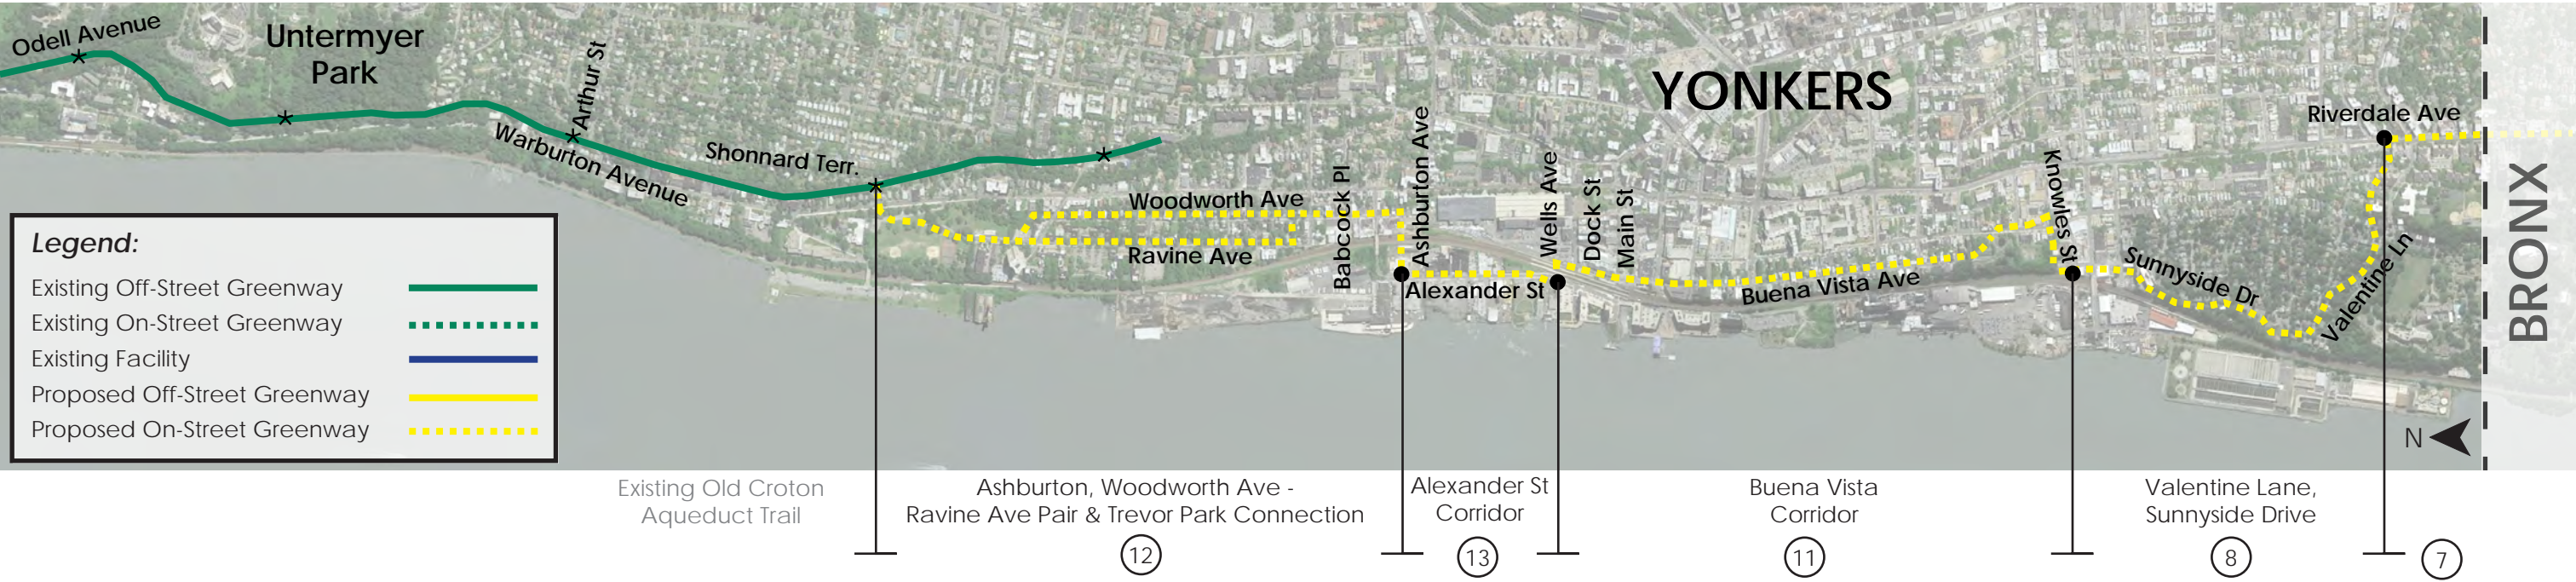 Odell Avenue
Untermyer
Park
Arthur St
Warburton Avenue
Shonnard Terr.
Woodworth Ave
Ravine Ave
Babcock Pl
Ashburton Ave
Alexander St
Wells Ave
Dock St
Main St
YONKERS
Buena Vista Ave
Knowles St
Sunnyside Dr
Valentine Ln
Riverdale Ave
BRONX
N
Legend:
Existing Off-Street Greenway
Existing On-Street Greenway
Existing Facility
Proposed Off-Street Greenway
Proposed On-Street Greenway
Existing Old Croton
Aqueduct Trail
Ashburton, Woodworth Ave -
Ravine Ave Pair & Trevor Park Connection
12
Alexander St
Corridor
13
Buena Vista
Corridor
11
Valentine Lane,
Sunnyside Drive
8
7